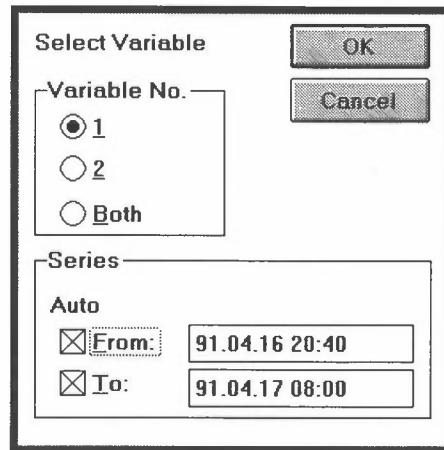 Select Variable
OK
Cancel
Variable No.
1
2
Both
Series
Auto
From: 91.04.16 20:40
To: 91.04.17 08:00